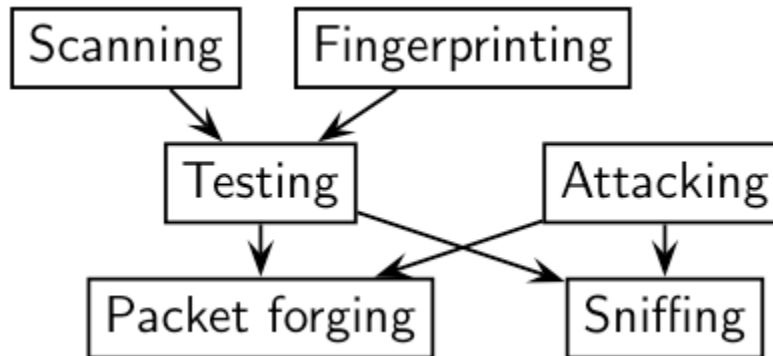 Scanning
Fingerprinting
Testing
Attacking
Packet forging
Sniffing